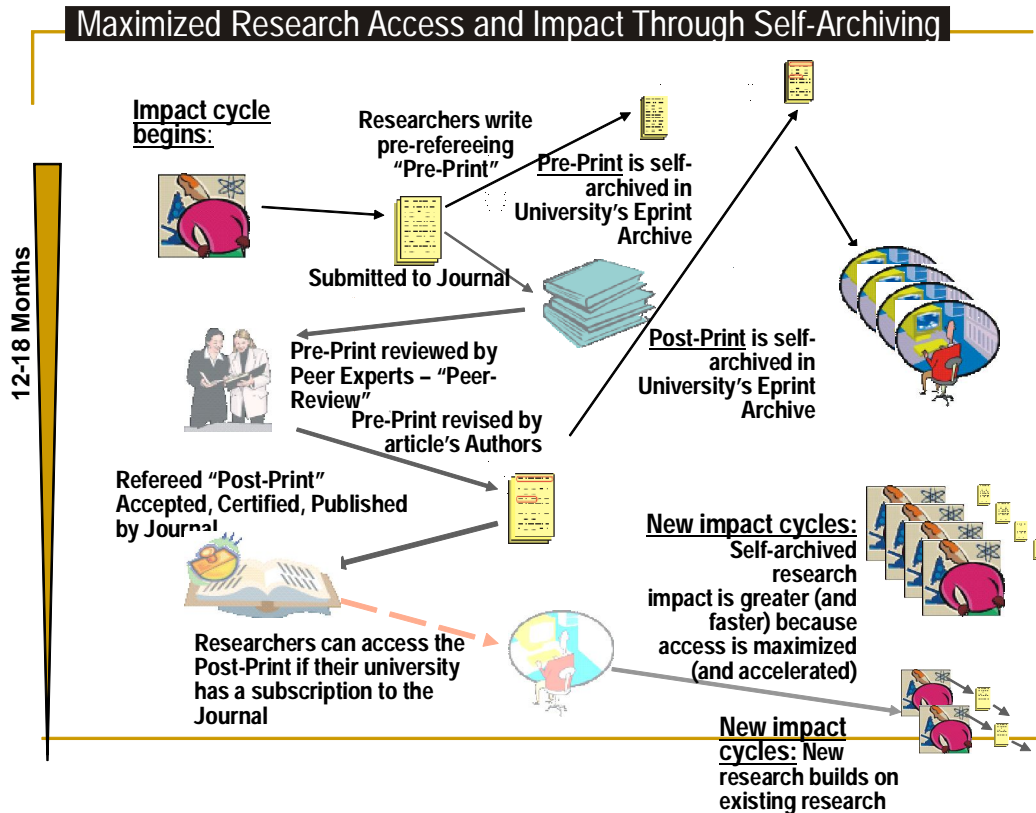 Maximized Research Access and Impact Through Self-Archiving
Impact cycle
begins:
Researchers write
pre-refereeing
“Pre-Print”
Pre-Print is self-
archived in
University’s Eprint
Archive
12-18 Months
Submitted to Journal
Pre-Print reviewed by
Peer Experts – “Peer-
Review”
Post-Print is self-
archived in
University’s Eprint
Archive
Pre-Print revised by
article’s Authors
Refereed “Post-Print”
Accepted, Certified, Published
by Journal
New impact cycles:
Self-archived
research
impact is greater (and
faster) because
access is maximized
(and accelerated)
Researchers can access the
Post-Print if their university
has a subscription to the
Journal
New impact
cycles: New
research builds on
existing research